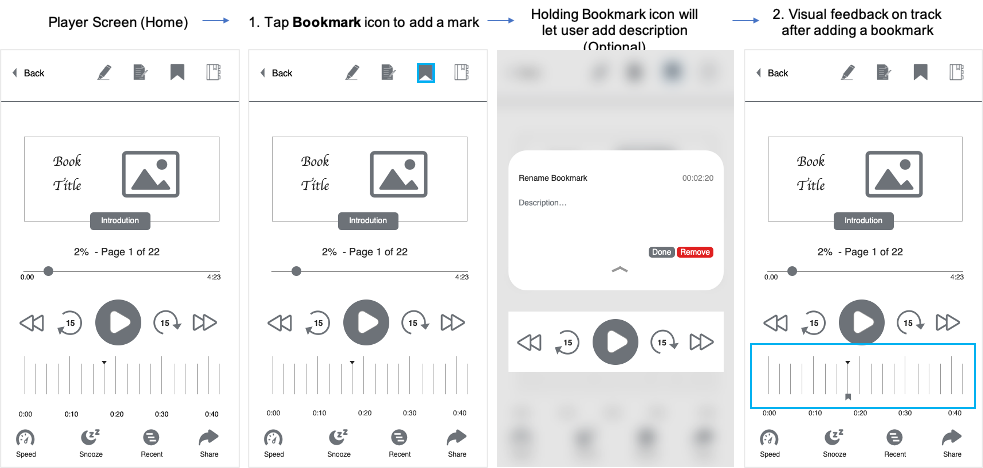 Player Screen (Home)
1. Tap Bookmark icon to add a mark
Holding Bookmark icon will
let user add description
(Optional)
2. Visual feedback on track
after adding a bookmark
Back
Book
Title
Introdution
2% - Page 1 of 22
0.00 4:23
15 15
0:00 0:10 0:20 0:30 0:40
Speed Snooze Recent Share
Back
Book
Title
Introdution
2% - Page 1 of 22
4:23
15 15
0:00 0:10 0:20 0:30 0:40
Speed Snooze Recent Share
Rename Bookmark 00:02:20
Description...
Done Remove
15 15
Back
Book
Title
Introdution
2% - Page 1 of 22
0.00 4:23
15 15
0:00 0:10 0:20 0:30 0:40
Speed Snooze Recent Share